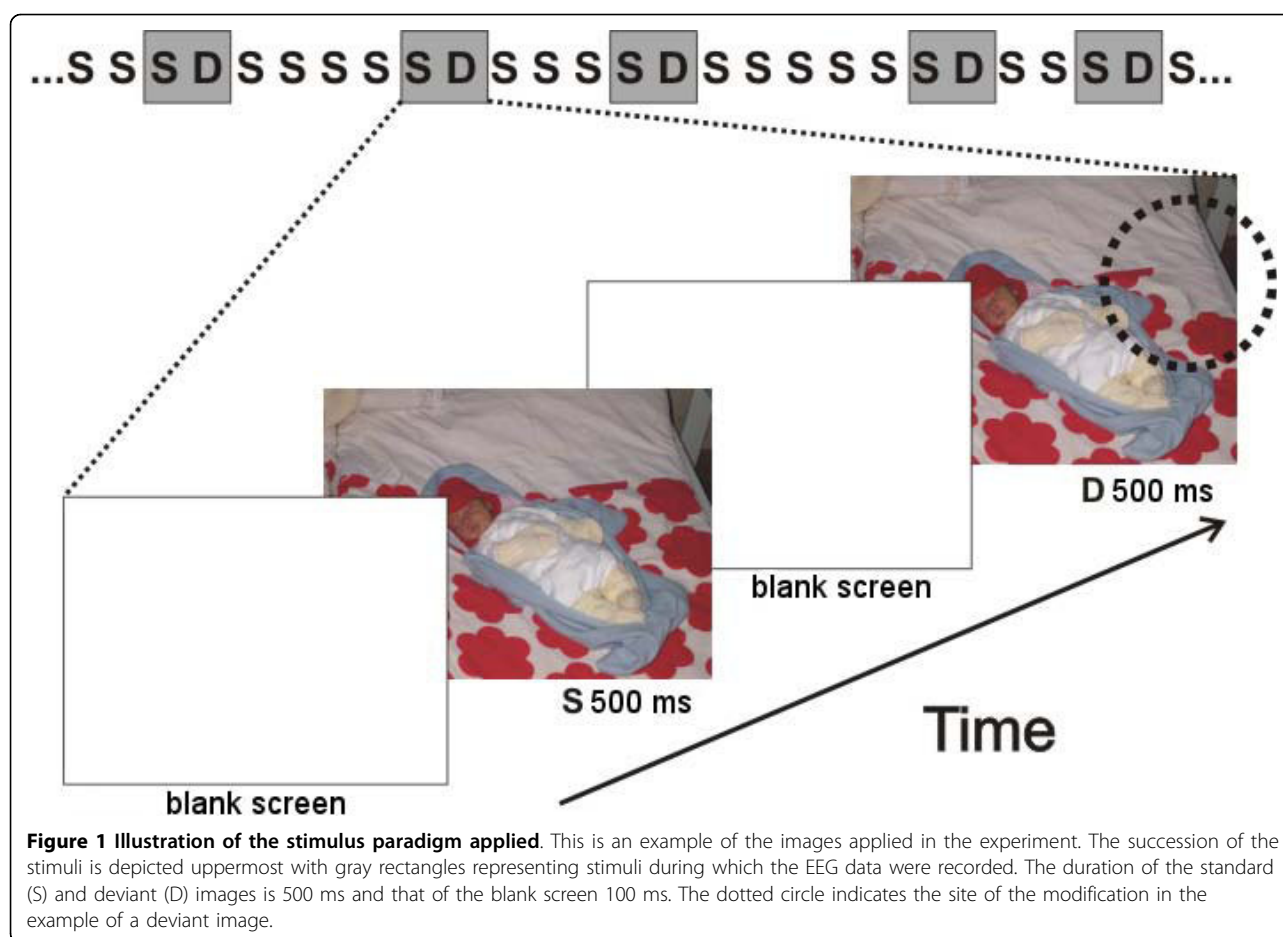 ...S S S D S S S S S D S S S S D S S S S S S D S S S D S...
D 500 ms
blank screen
S 500 ms
Time
blank screen
Figure 1 Illustration of the stimulus paradigm applied. This is an example of the images applied in the experiment. The succession of the
stimuli is depicted uppermost with gray rectangles representing stimuli during which the EEG data were recorded. The duration of the standard
(S) and deviant (D) images is 500 ms and that of the blank screen 100 ms. The dotted circle indicates the site of the modification in the
example of a deviant image.